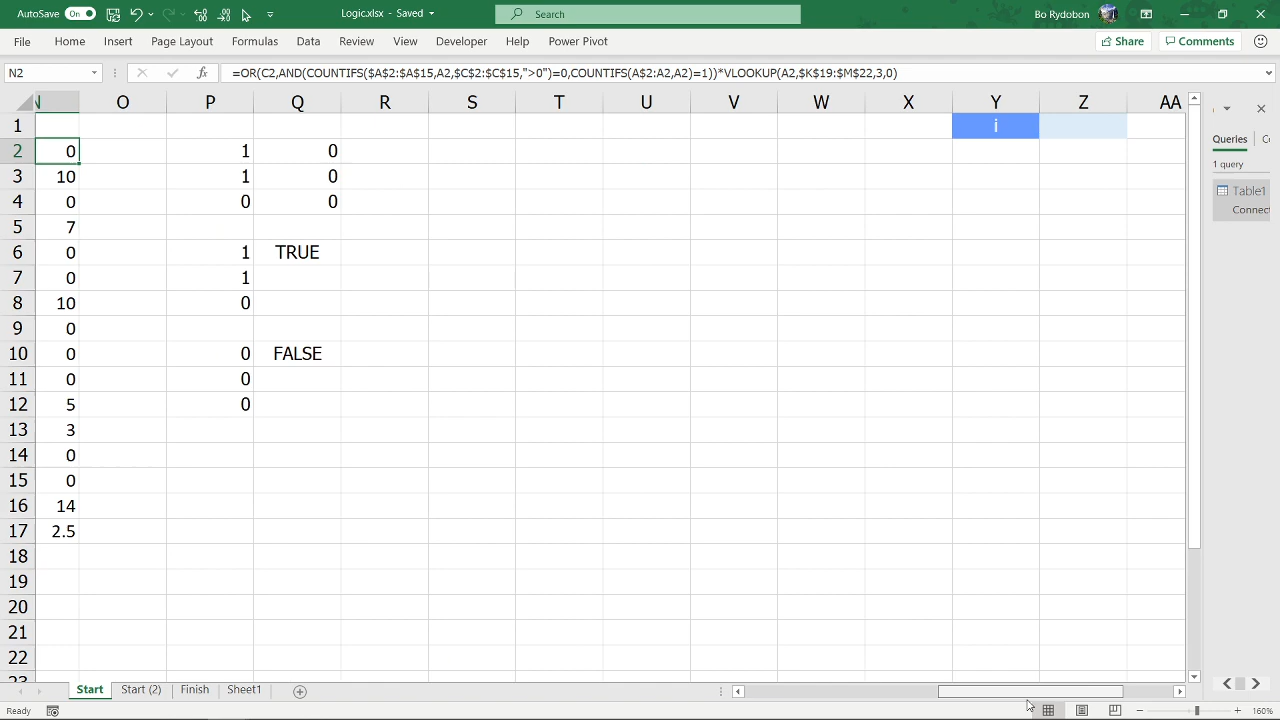 AutoSave On Logic.xlsx - Saved Search Bo Rydobon
File Home Insert Page Layout Formulas Data Review View Developer Help Power Pivot Share Comments
N2 fx =OR(C2,AND(COUNTIFS($A$2:$A$15,A2,$C$2:$C$15,">0")=0,COUNTIFS(A$2:A2,A2)=1))*VLOOKUP(A2,$K$19:$M$22,3,0)
N O P Q R S T U V W X Y Z AA
1 i
2 0 1 0
3 10 1 0
4 0 0 0
5 7
6 0 1 TRUE
7 0 1
8 10 0
9 0
10 0 0 FALSE
11 0 0
12 5 0
13 3
14 0
15 0
16 14
17 2.5
18
19
20
21
22
Queries
1 query
Table1
Connec
Start Start (2) Finish Sheet1
Ready 160%